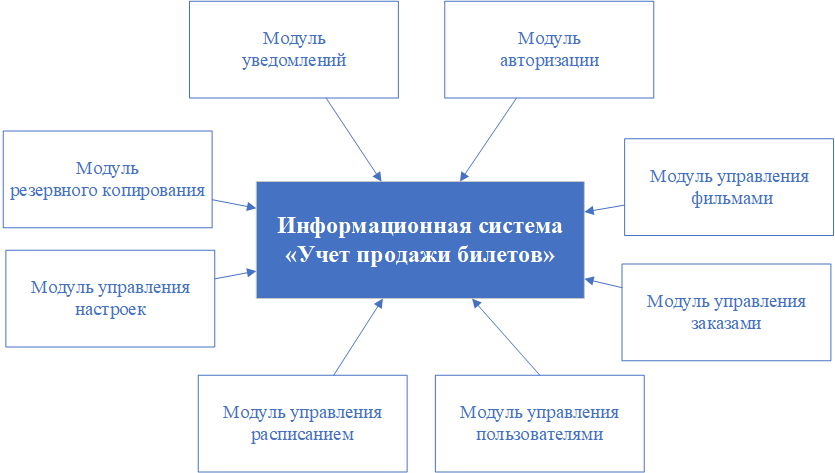 Модуль
уведомлений
Модуль
авторизации
Модуль
резервного копирования
Модуль управления
фильмами
Информационная система
«Учет продажи билетов»
Модуль управления
настроек
Модуль управления
заказами
Модуль управления
расписанием
Модуль управления
пользователями